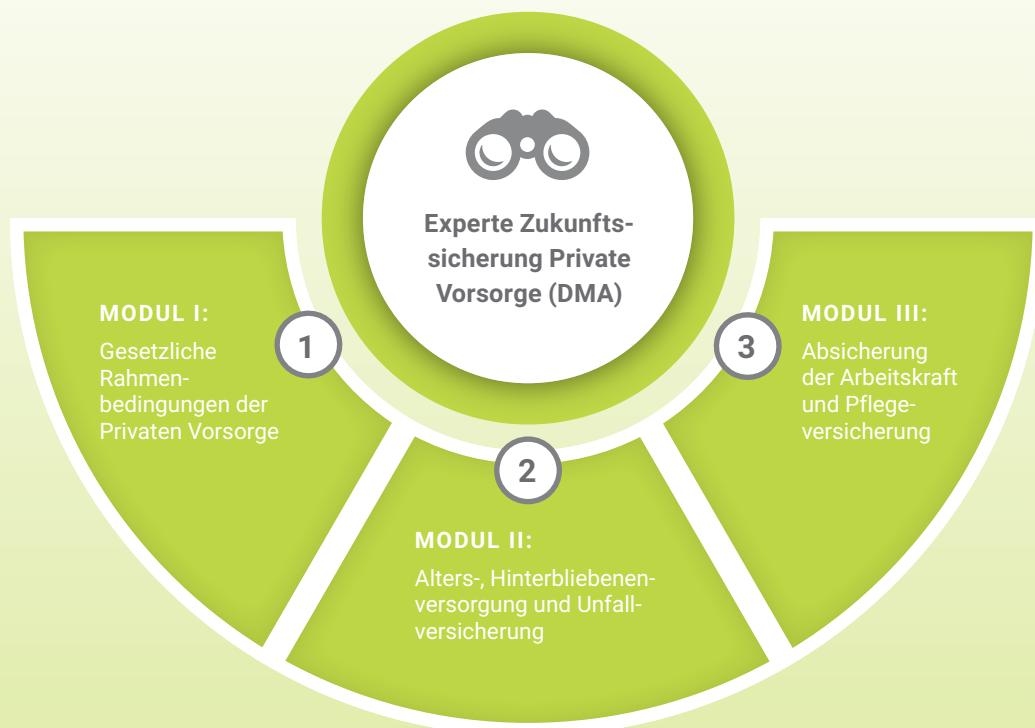 Experte Zukunfts-
sicherung Private
Vorsorge (DMA)
MODUL I:
Gesetzliche
Rahmen-
bedingungen der
Privaten Vorsorge
1
2
MODUL II:
Alters-, Hinterbliebenen-
versorgung und Unfall-
versicherung
3
MODUL III:
Absicherung
der Arbeitskraft
und Pflege-
versicherung